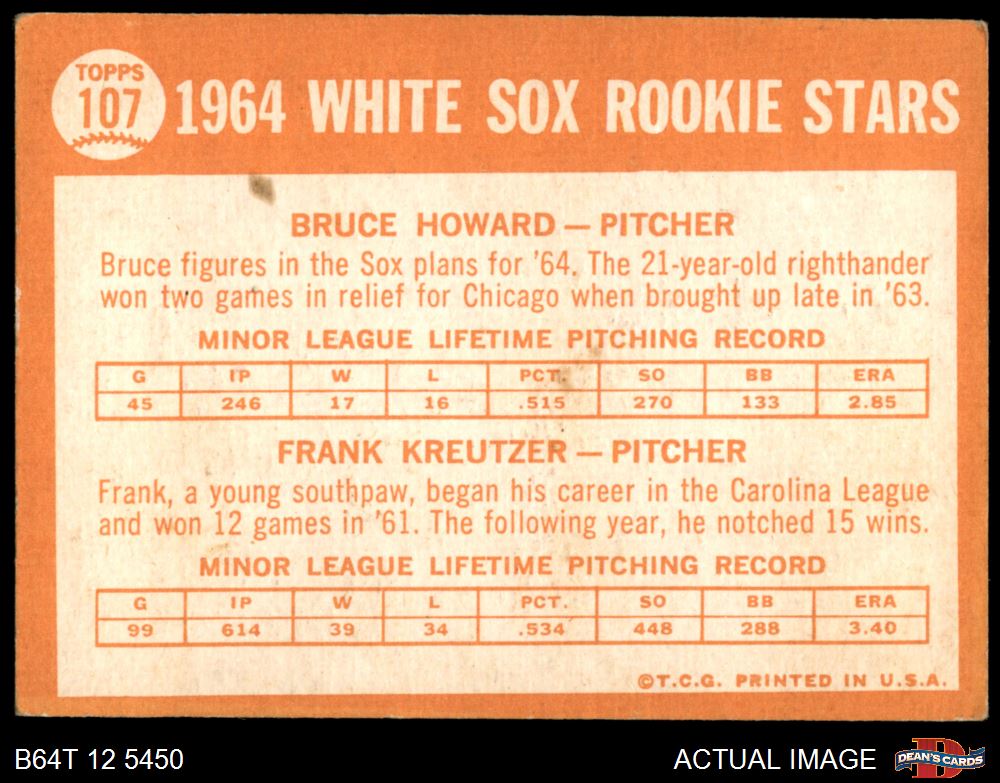 TOPPS
107
1964 WHITE SOX ROOKIE STARS
BRUCE HOWARD — PITCHER
Bruce figures in the Sox plans for '64. The 21-year-old righthander
won two games in relief for Chicago when brought up late in '63.
MINOR LEAGUE LIFETIME PITCHING RECORD
G IP W L PCT. SO BB ERA
45 246 17 16 .515 270 133 2.85
FRANK KREUTZER — PITCHER
Frank, a young southpaw, began his career in the Carolina League
and won 12 games in '61. The following year, he notched 15 wins.
MINOR LEAGUE LIFETIME PITCHING RECORD
G IP W L PCT. SO BB ERA
99 614 39 34 .534 448 288 3.40
©T.C.G. PRINTED IN U.S.A.
B64T 12 5450
ACTUAL IMAGE
D
DEAN'S CARDS